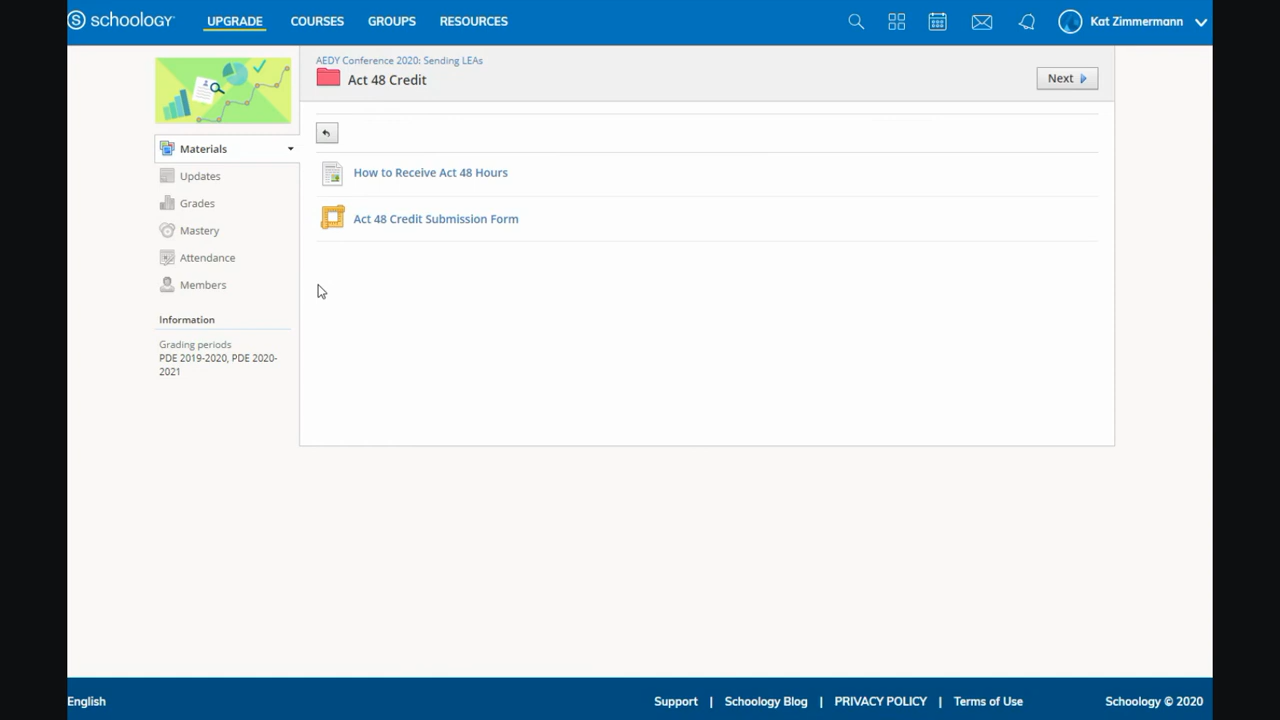 schoology
UPGRADE
COURSES
GROUPS
RESOURCES
Kat Zimmermann
AEDY Conference 2020: Sending LEAs
Act 48 Credit
Next
Materials
Updates
Grades
Mastery
Attendance
Members
Information
Grading periods
PDE 2019-2020, PDE 2020-
2021
How to Receive Act 48 Hours
Act 48 Credit Submission Form
English
Support | Schoology Blog | PRIVACY POLICY | Terms of Use
Schoology © 2020